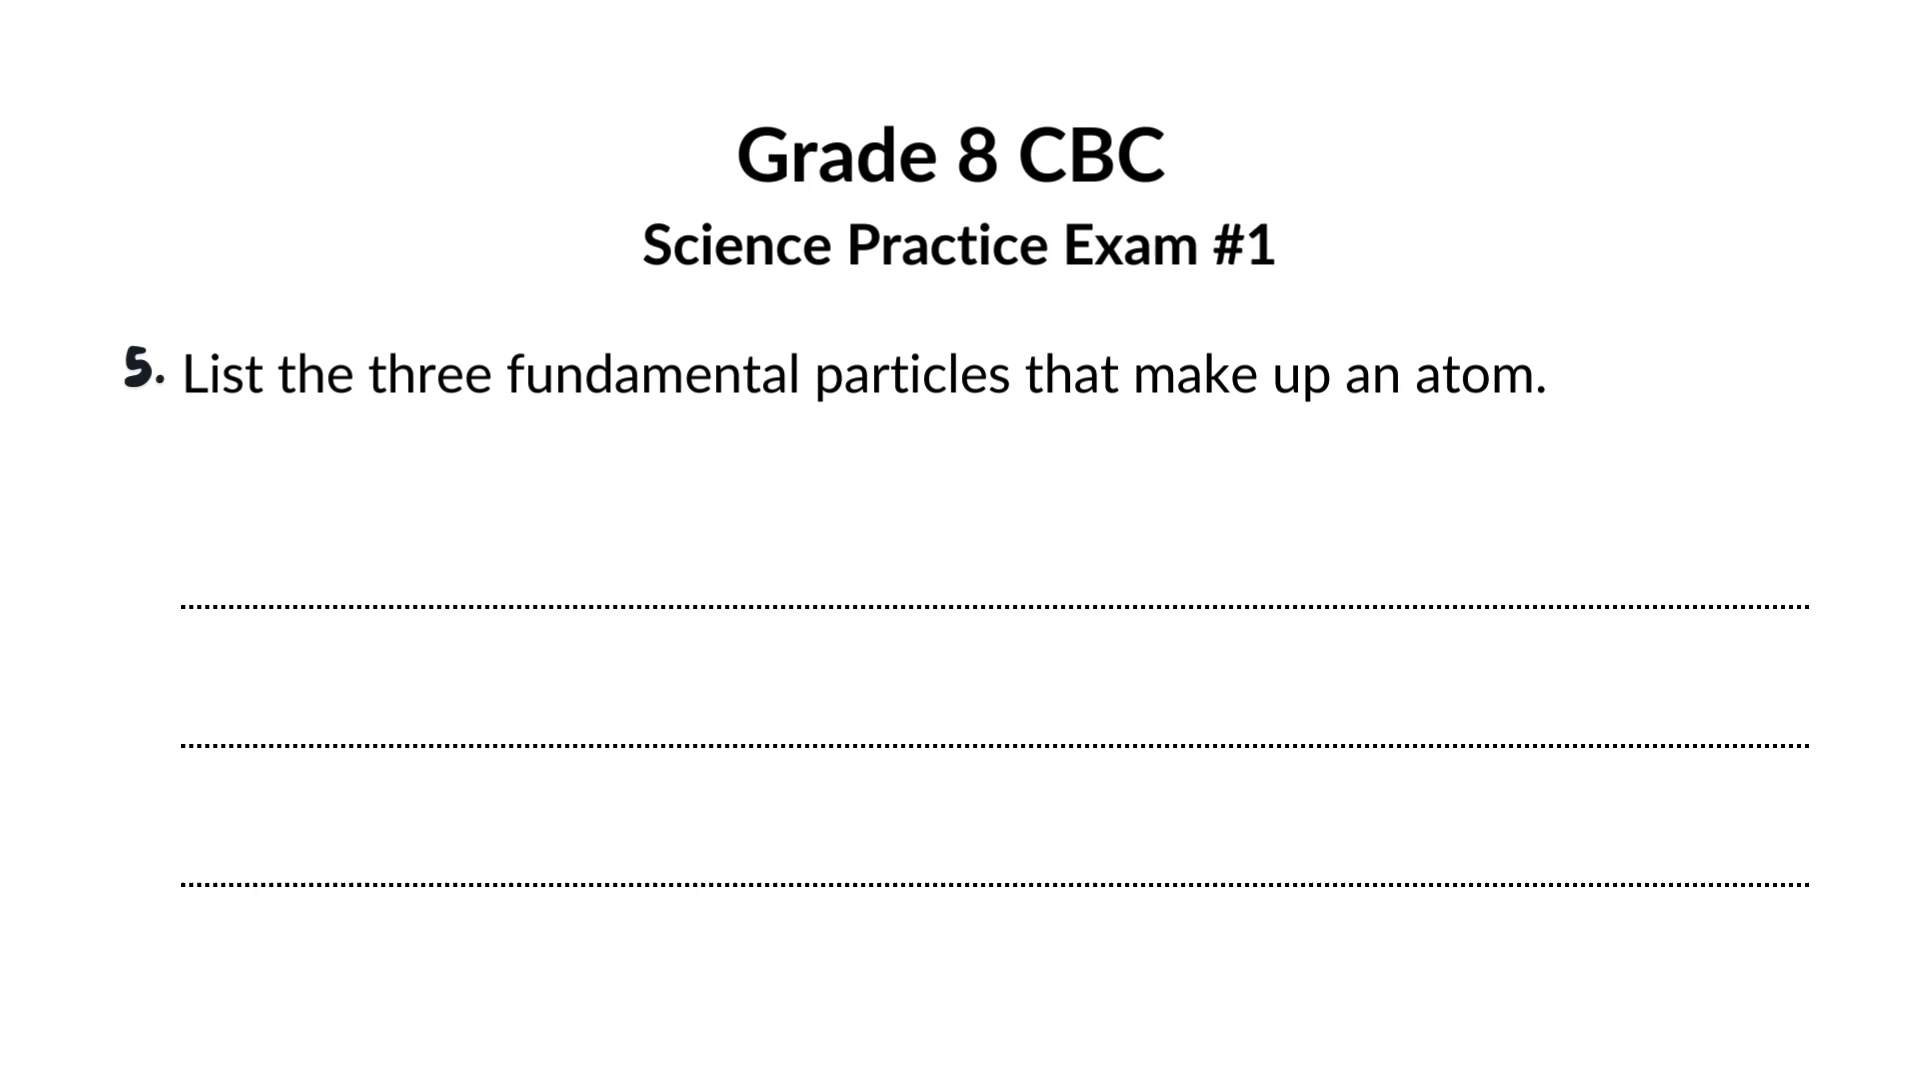 Grade 8 CBC
Science Practice Exam #1
5. List the three fundamental particles that make up an atom.